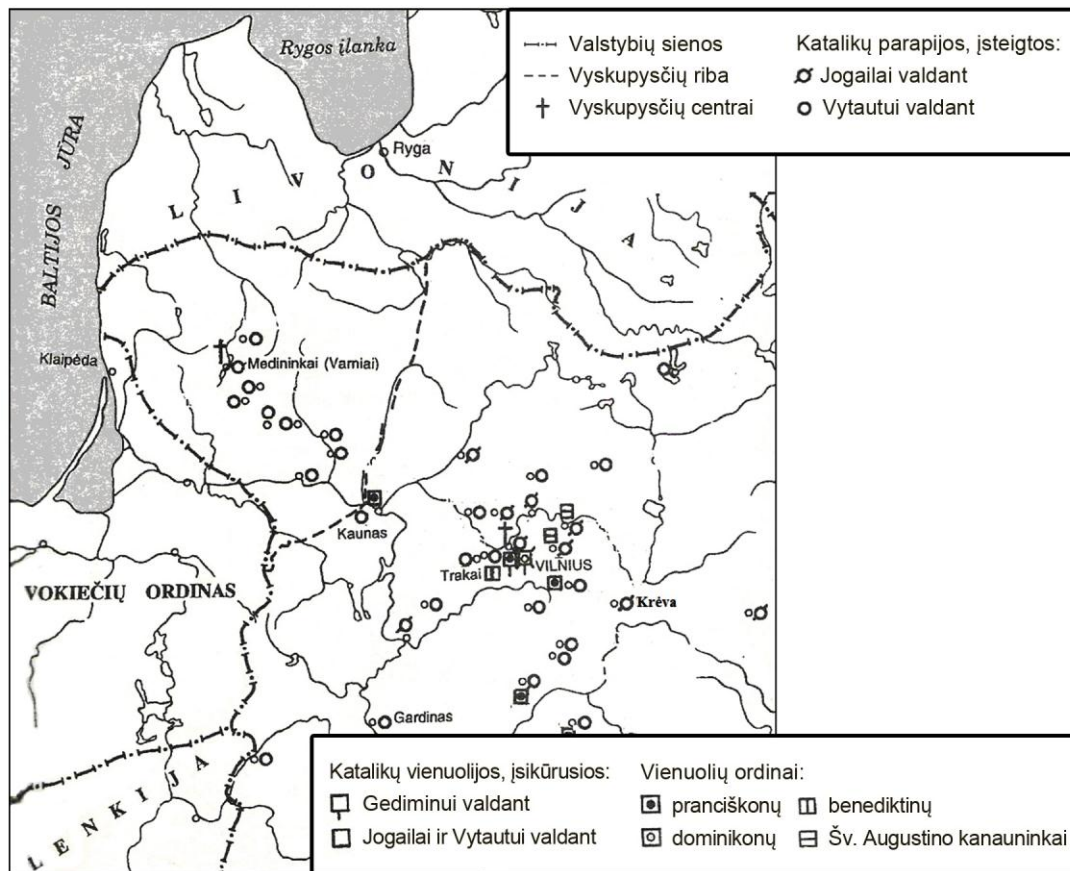 Rygos įlanka
Valstybių sienos
Vyskupysčių riba
Vyskupysčių centrai
Katalikų parapijos, įsteigtos:
Jogailai valdant
Vytautui valdant
BALTIJOS JŪRA
Ryga
LIVONIJA
Klaipėda
Medininkai (Varniai)
Kaunas
Trakai
VILNIUS
VOKIEČIŲ ORDINAS
Krėva
Gardinas
LENKIJA
Katalikų vienuolijos, įsikūrusios:
Gediminui valdant
Jogailai ir Vytautui valdant
Vienuolių ordinai:
pranciškonų
benediktinų
dominikonų
Šv. Augustino kanauninkai